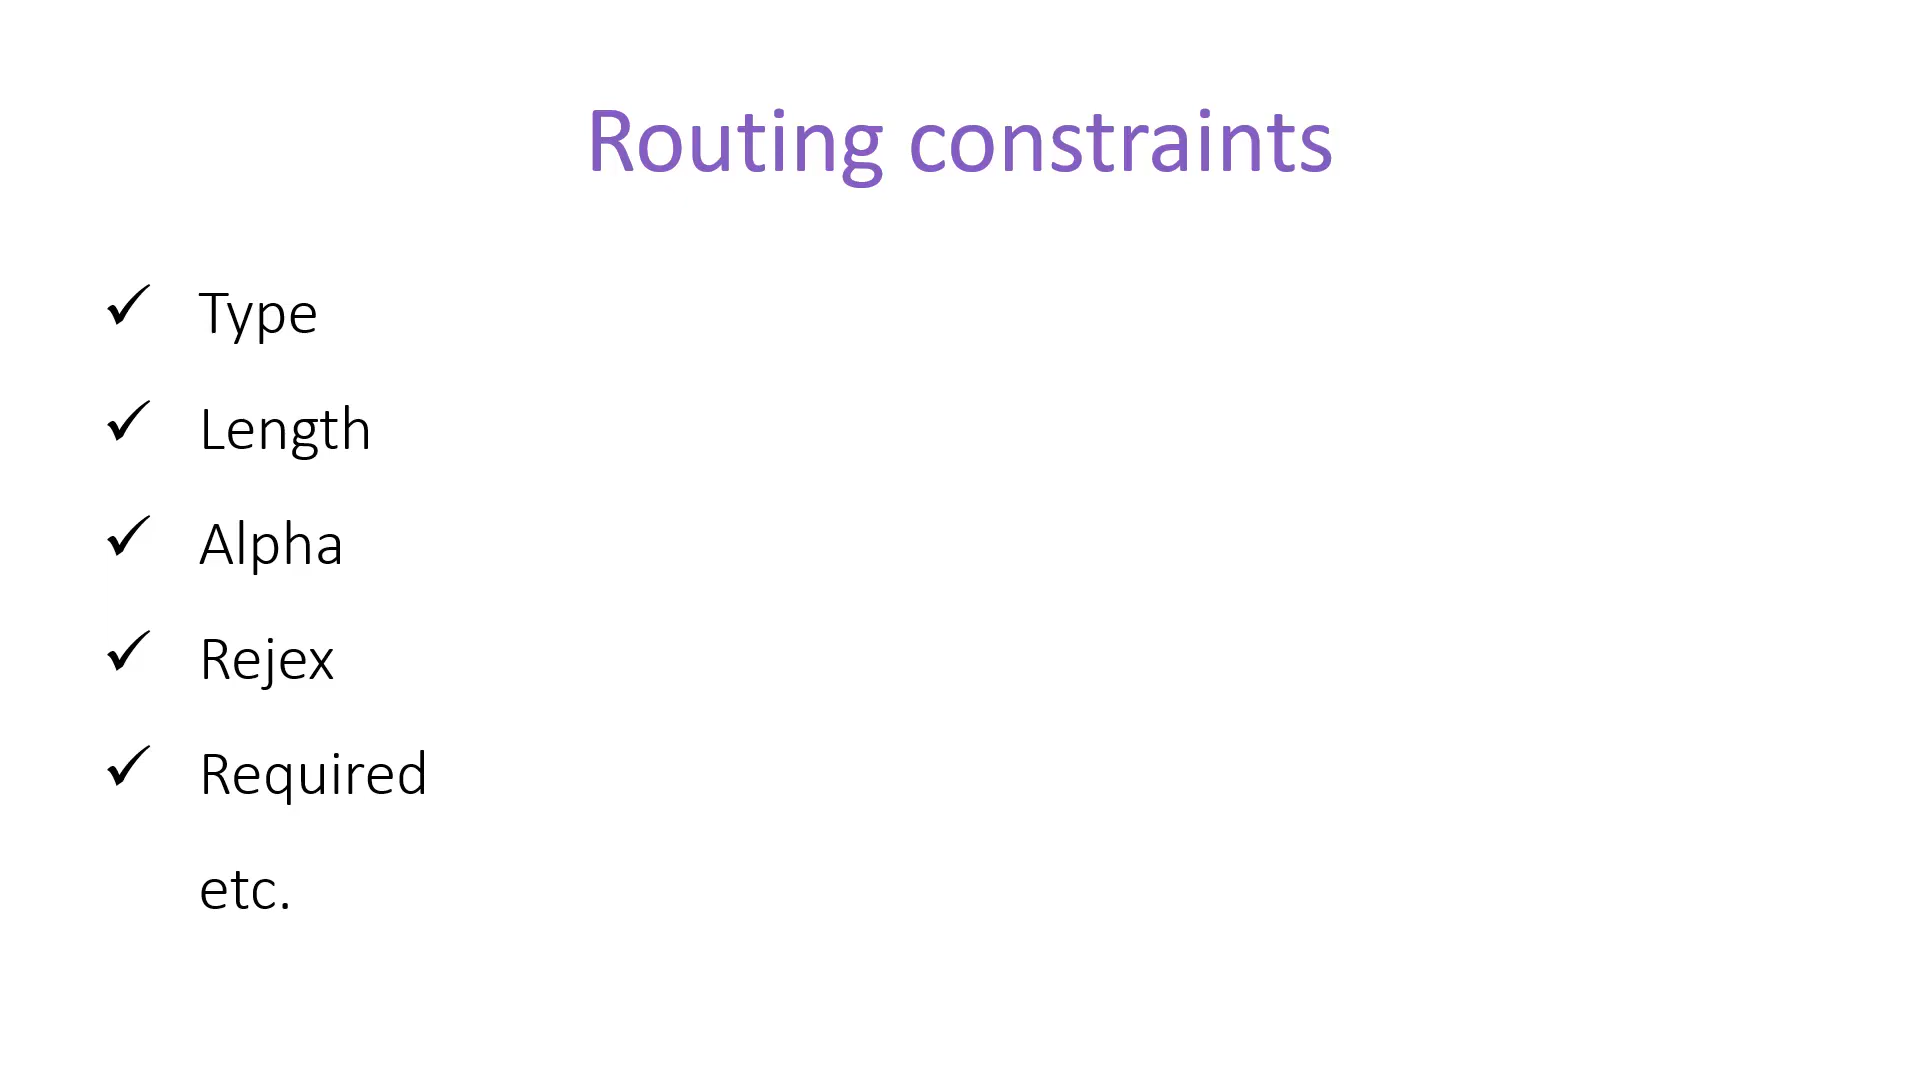 Routing constraints
✓ Type
✓ Length
✓ Alpha
✓ Rejex
✓ Required
etc.